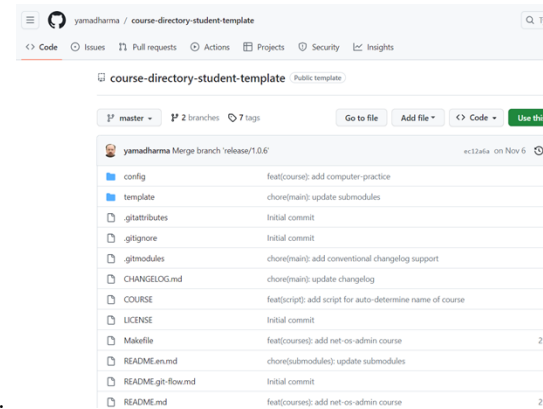 yamadharma / course-directory-student-template
Code Issues Pull requests Actions Projects Security Insights
course-directory-student-template Public template
master 2 branches 7 tags Go to file Add file Code Use this
yamadharma Merge branch 'release/1.0.6' ec12a6a on Nov 6
config feat(course): add computer-practice
template chore(main): update submodules
.gitattributes Initial commit
.gitignore Initial commit
.gitmodules chore(main): add conventional changelog support
CHANGELOG.md chore(main): update changelog
COURSE feat(script): add script for auto-determine name of course
LICENSE Initial commit
Makefile feat(courses): add net-os-admin course 2
README.en.md chore(submodules): update submodules
README.git-flow.md Initial commit
README.md feat(courses): add net-os-admin course 2